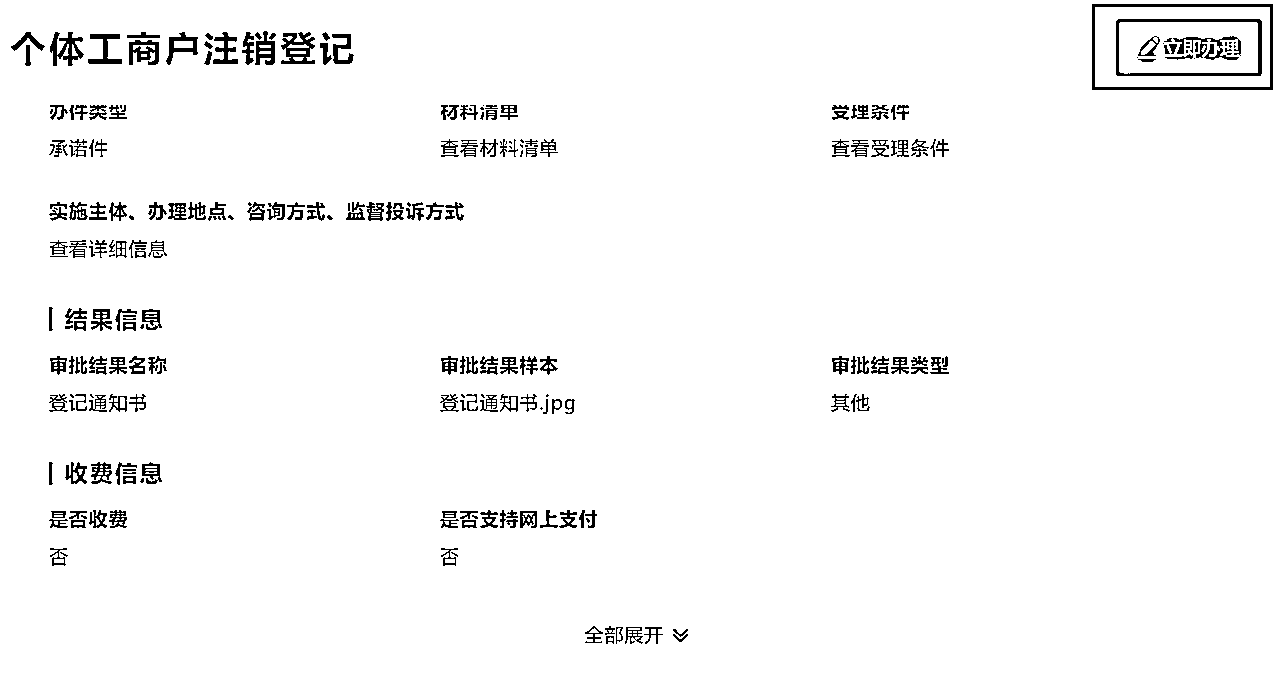 个体工商户注销登记
立即办理
办件类型 材料清单 受理条件
承诺件 查看材料清单 查看受理条件
实施主体、办理地点、咨询方式、监督投诉方式
查看详细信息
结果信息
审批结果名称 审批结果样本 审批结果类型
登记通知书 登记通知书.jpg 其他
收费信息
是否收费 是否支持网上支付
否 否
全部展开